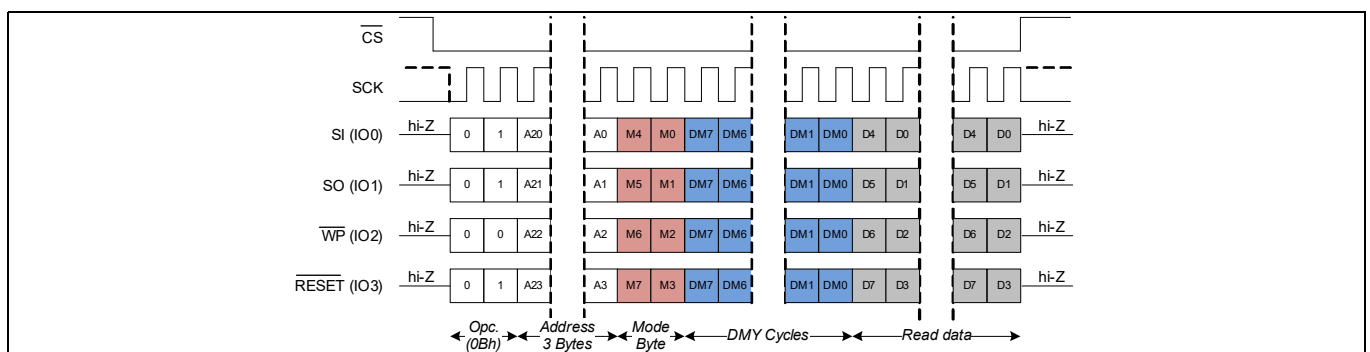 CS
SCK
SI (IO0) hi-Z 0 1 A20 A0 M4 M0 DM7 DM6 DM1 DM0 D4 D0 D4 D0 hi-Z
SO (IO1) hi-Z 0 1 A21 A1 M5 M1 DM7 DM6 DM1 DM0 D5 D1 D5 D1 hi-Z
WP (IO2) hi-Z 0 0 A22 A2 M6 M2 DM7 DM6 DM1 DM0 D6 D2 D6 D2 hi-Z
RESET (IO3) hi-Z 0 1 A23 A3 M7 M3 DM7 DM6 DM1 DM0 D7 D3 D7 D3 hi-Z
Opc. Address Mode DMY Cycles Read data
(0Bh) 3 Bytes Byte